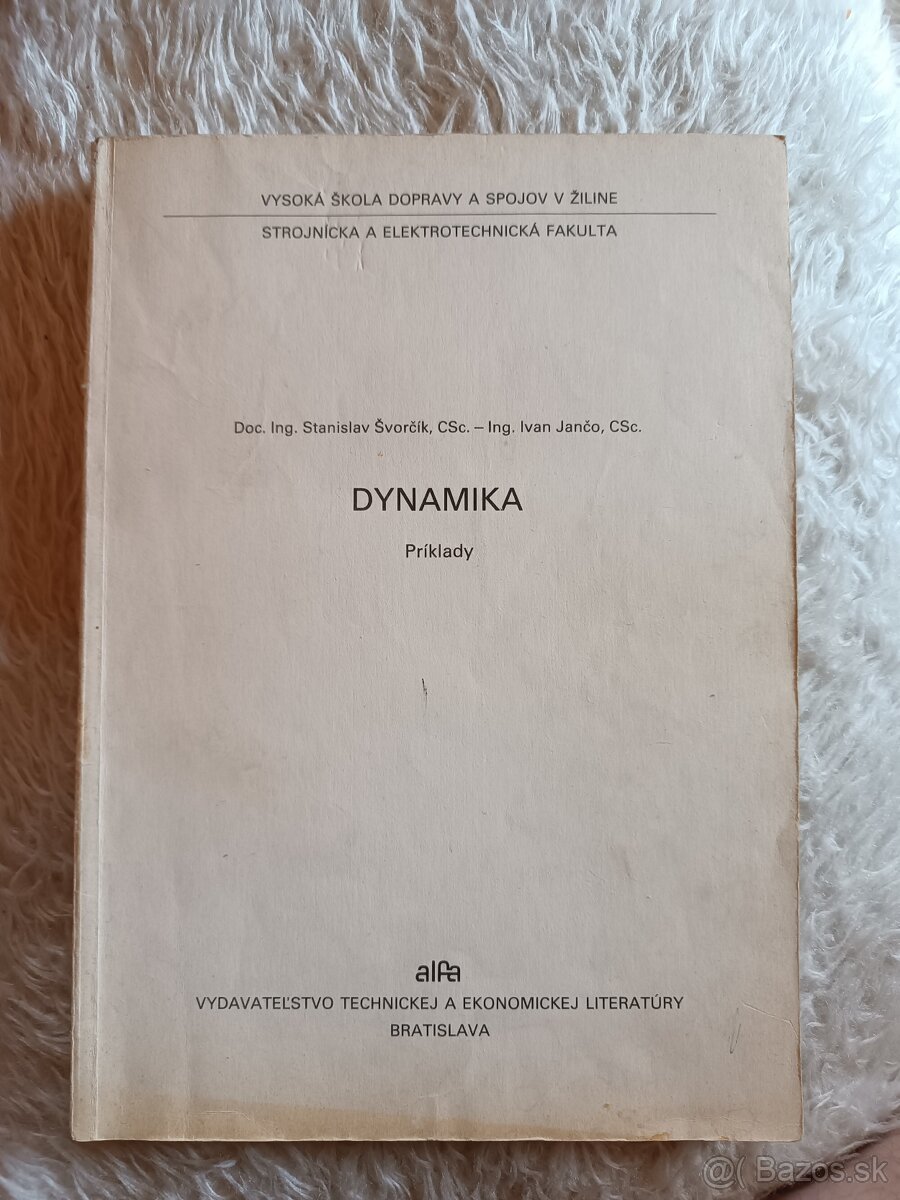 VYSOKÁ ŠKOLA DOPRAVY A SPOJOV V ŽILINE
STROJNÍCKA A ELEKTROTECHNICKÁ FAKULTA
Doc. Ing. Stanislav Švorčík, CSc. – Ing. Ivan Jančo, CSc.
DYNAMIKA
Príklady
alfa
VYDAVATEĽSTVO TECHNICKEJ A EKONOMICKEJ LITERATÚRY
BRATISLAVA
@( Bazos.sk